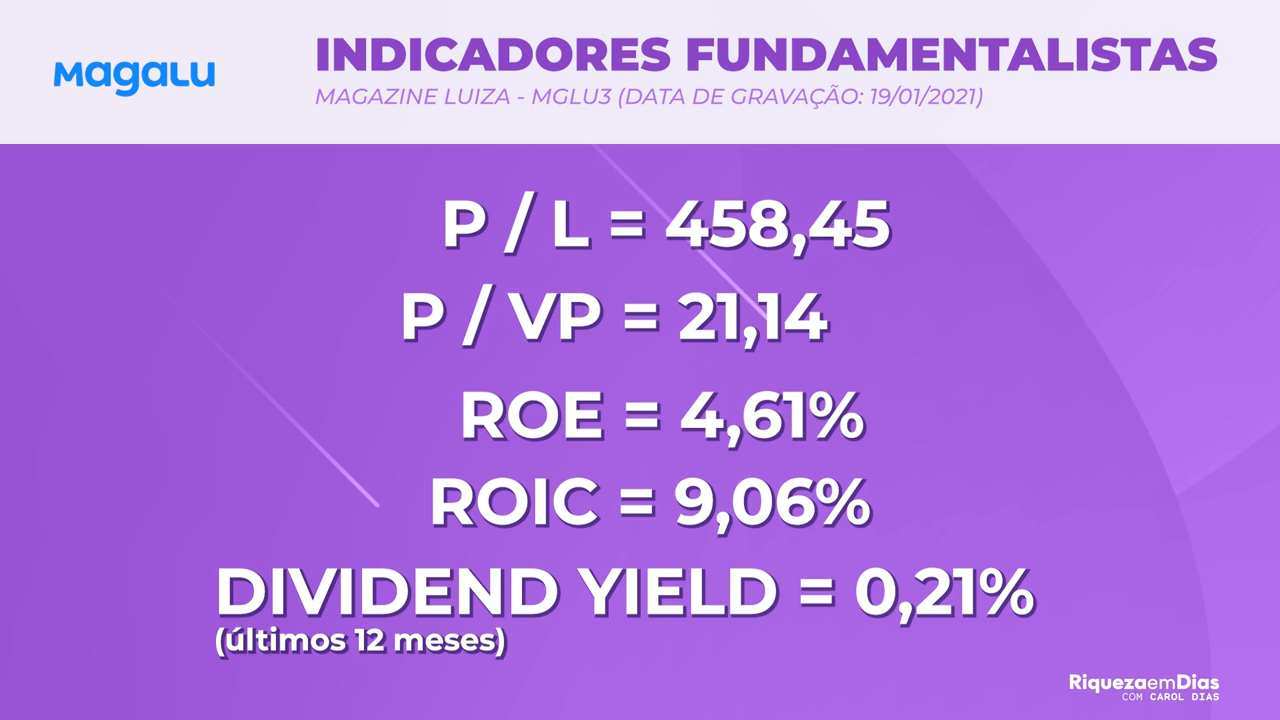 Magalu
INDICADORES FUNDAMENTALISTAS
MAGAZINE LUIZA - MGLU3 (DATA DE GRAVAÇÃO: 19/01/2021)
P / L = 458,45
P / VP = 21,14
ROE = 4,61%
ROIC = 9,06%
DIVIDEND YIELD = 0,21%
(últimos 12 meses)
RiquezaemDias
COM CAROL DIAS